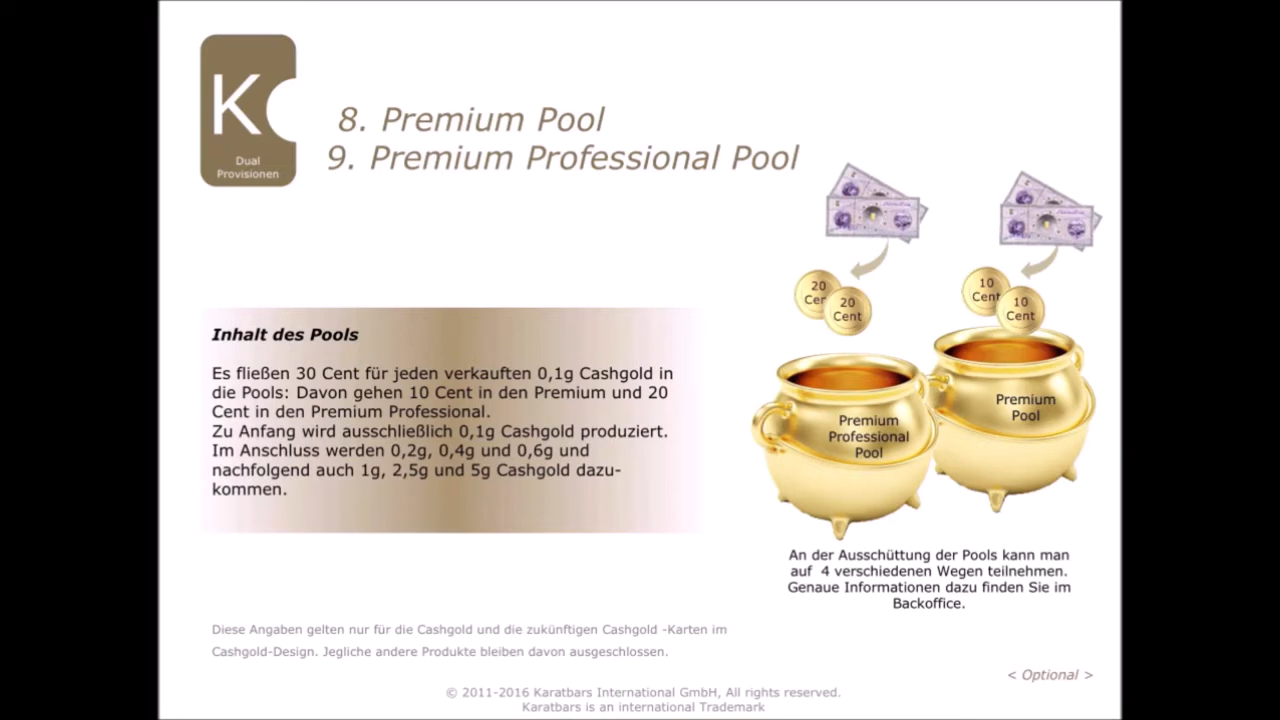 K
Dual
Provisionen
8. Premium Pool
9. Premium Professional Pool
20
Cent
20
Cent
10
Cent
10
Cent
Inhalt des Pools
Es fließen 30 Cent für jeden verkauften 0,1g Cashgold in
die Pools: Davon gehen 10 Cent in den Premium und 20
Cent in den Premium Professional.
Zu Anfang wird ausschließlich 0,1g Cashgold produziert.
Im Anschluss werden 0,2g, 0,4g und 0,6g und
nachfolgend auch 1g, 2,5g und 5g Cashgold dazu-
kommen.
Premium
Professional
Pool
Premium
Pool
An der Ausschüttung der Pools kann man
auf 4 verschiedenen Wegen teilnehmen.
Genaue Informationen dazu finden Sie im
Backoffice.
Diese Angaben gelten nur für die Cashgold und die zukünftigen Cashgold -Karten im
Cashgold-Design. Jegliche andere Produkte bleiben davon ausgeschlossen.
< Optional >
© 2011-2016 Karatbars International GmbH, All rights reserved.
Karatbars is an international Trademark